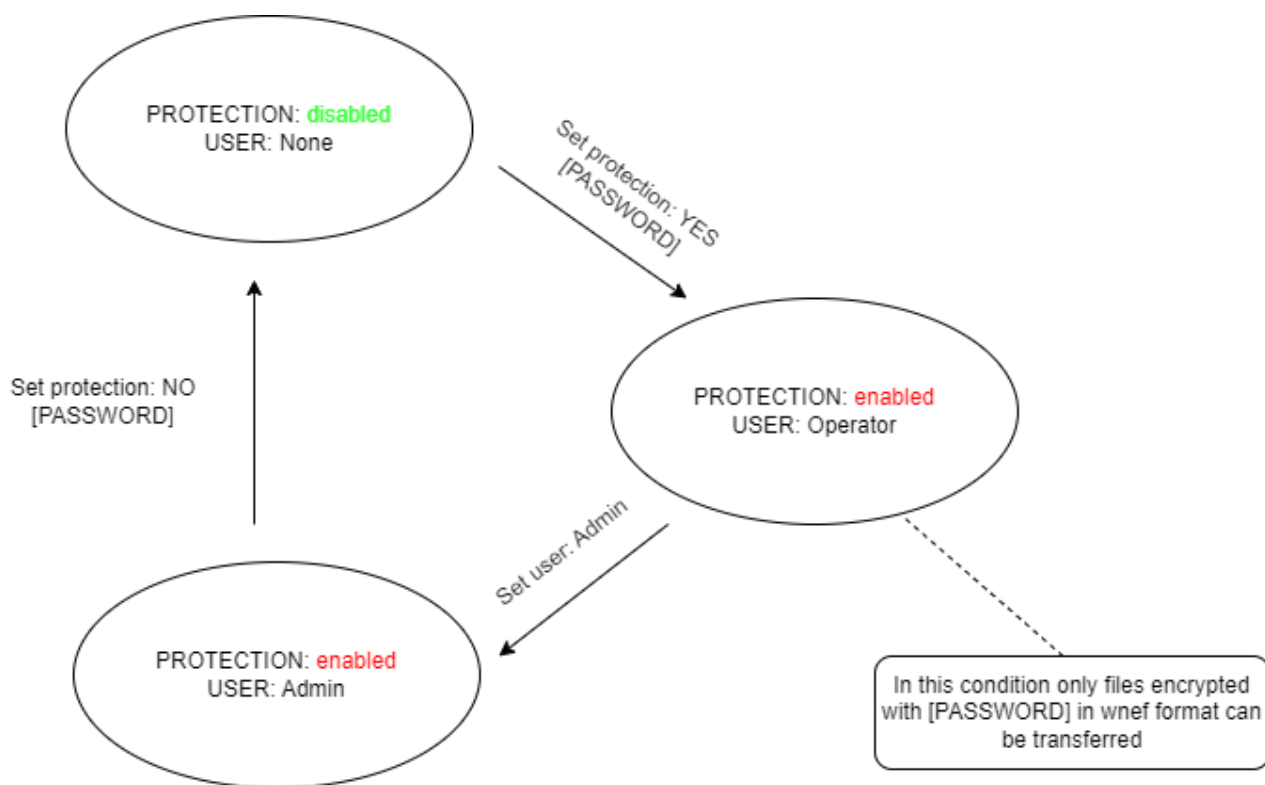 PROTECTION: disabled
USER: None
Set protection: YES
[PASSWORD]
PROTECTION: enabled
USER: Operator
Set protection: NO
[PASSWORD]
Set user: Admin
PROTECTION: enabled
USER: Admin
In this condition only files encrypted
with [PASSWORD] in wnef format can
be transferred